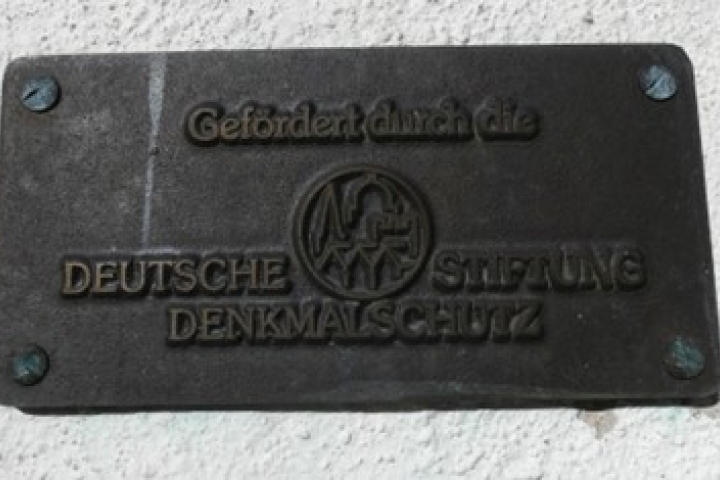 Gefördert durch die
DEUTSCHE STIFTUNG
DENKMALSCHUTZ